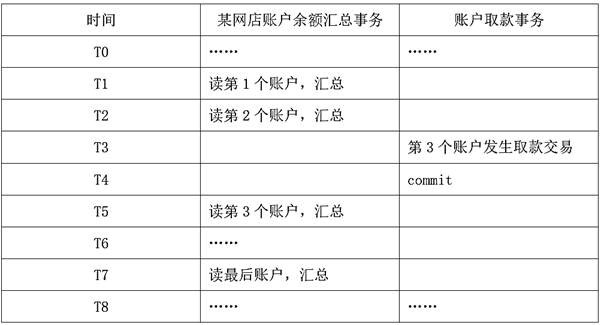 时间 某网店账户余额汇总事务 账户取款事务
T0 …… ……
T1 读第 1 个账户，汇总
T2 读第 2 个账户，汇总
T3 第 3 个账户发生取款交易
T4 commit
T5 读第 3 个账户，汇总
T6 ……
T7 读最后账户，汇总
T8 …… ……